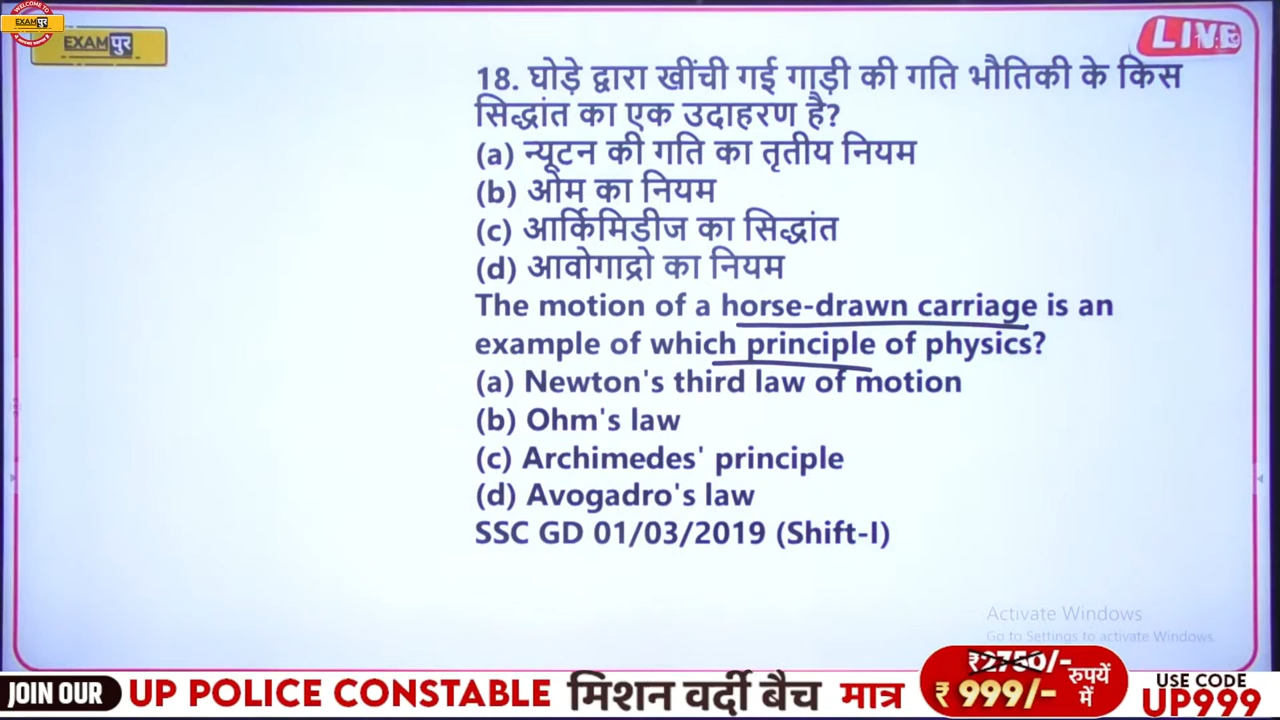 WELCOME TO
EXAMपुर
EXAMपुर
LIVE
18. घोड़े द्वारा खींची गई गाड़ी की गति भौतिकी के किस
सिद्धांत का एक उदाहरण है?
(a) न्यूटन की गति का तृतीय नियम
(b) ओम का नियम
(c) आर्किमिडीज का सिद्धांत
(d) आवोगाद्रो का नियम
The motion of a horse-drawn carriage is an
example of which principle of physics?
(a) Newton's third law of motion
(b) Ohm's law
(c) Archimedes' principle
(d) Avogadro's law
SSC GD 01/03/2019 (Shift-I)
Activate Windows
Go to Settings to activate Windows.
JOIN OUR UP POLICE CONSTABLE मिशन वर्दी बैच मात्र
₹2750/-
₹ 999/- रुपयें में
USE CODE
UP999